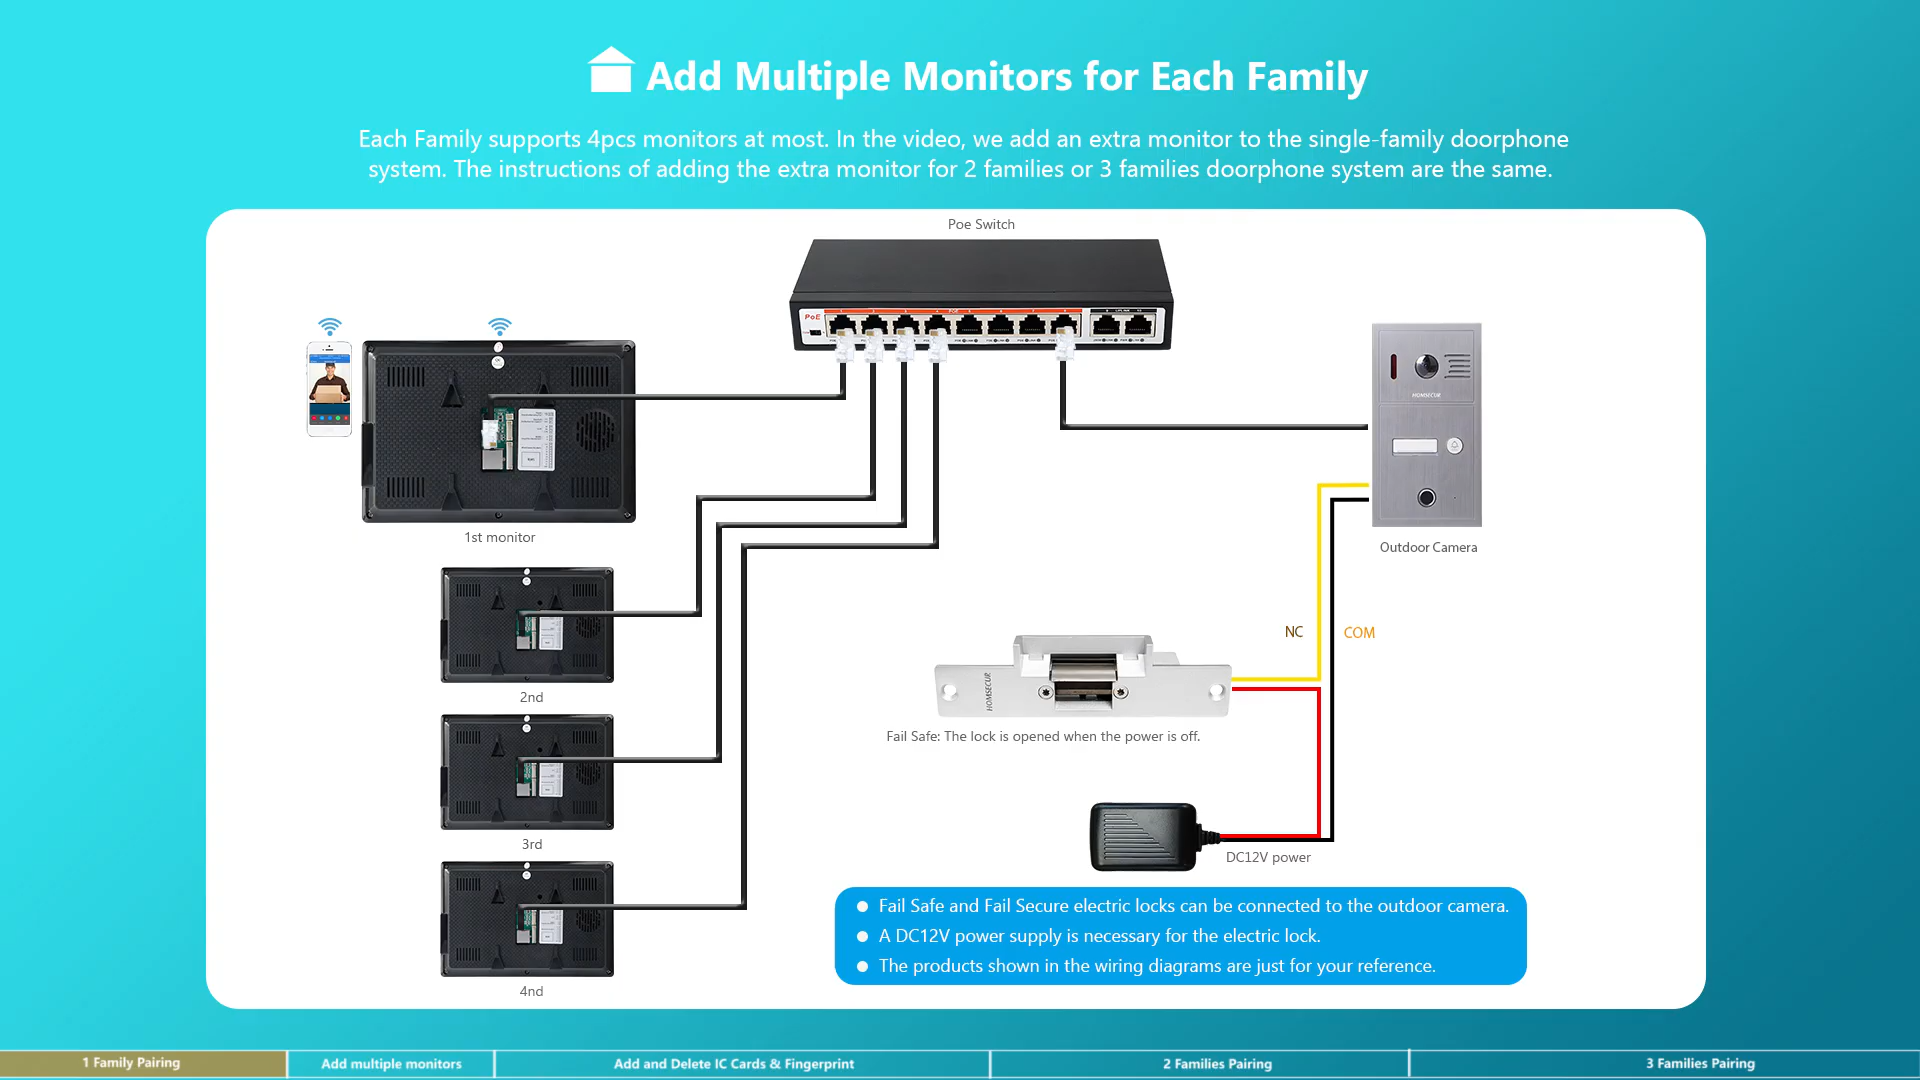 Add Multiple Monitors for Each Family
Each Family supports 4pcs monitors at most. In the video, we add an extra monitor to the single-family doorphone
system. The instructions of adding the extra monitor for 2 families or 3 families doorphone system are the same.
Poe Switch
PoE
HOMSECUR
1st monitor
Outdoor Camera
NC
COM
HOMSECUR
2nd
Fail Safe: The lock is opened when the power is off.
3rd
DC12V power
Fail Safe and Fail Secure electric locks can be connected to the outdoor camera.
A DC12V power supply is necessary for the electric lock.
The products shown in the wiring diagrams are just for your reference.
4nd
1 Family Pairing
Add multiple monitors
Add and Delete IC Cards & Fingerprint
2 Families Pairing
3 Families Pairing